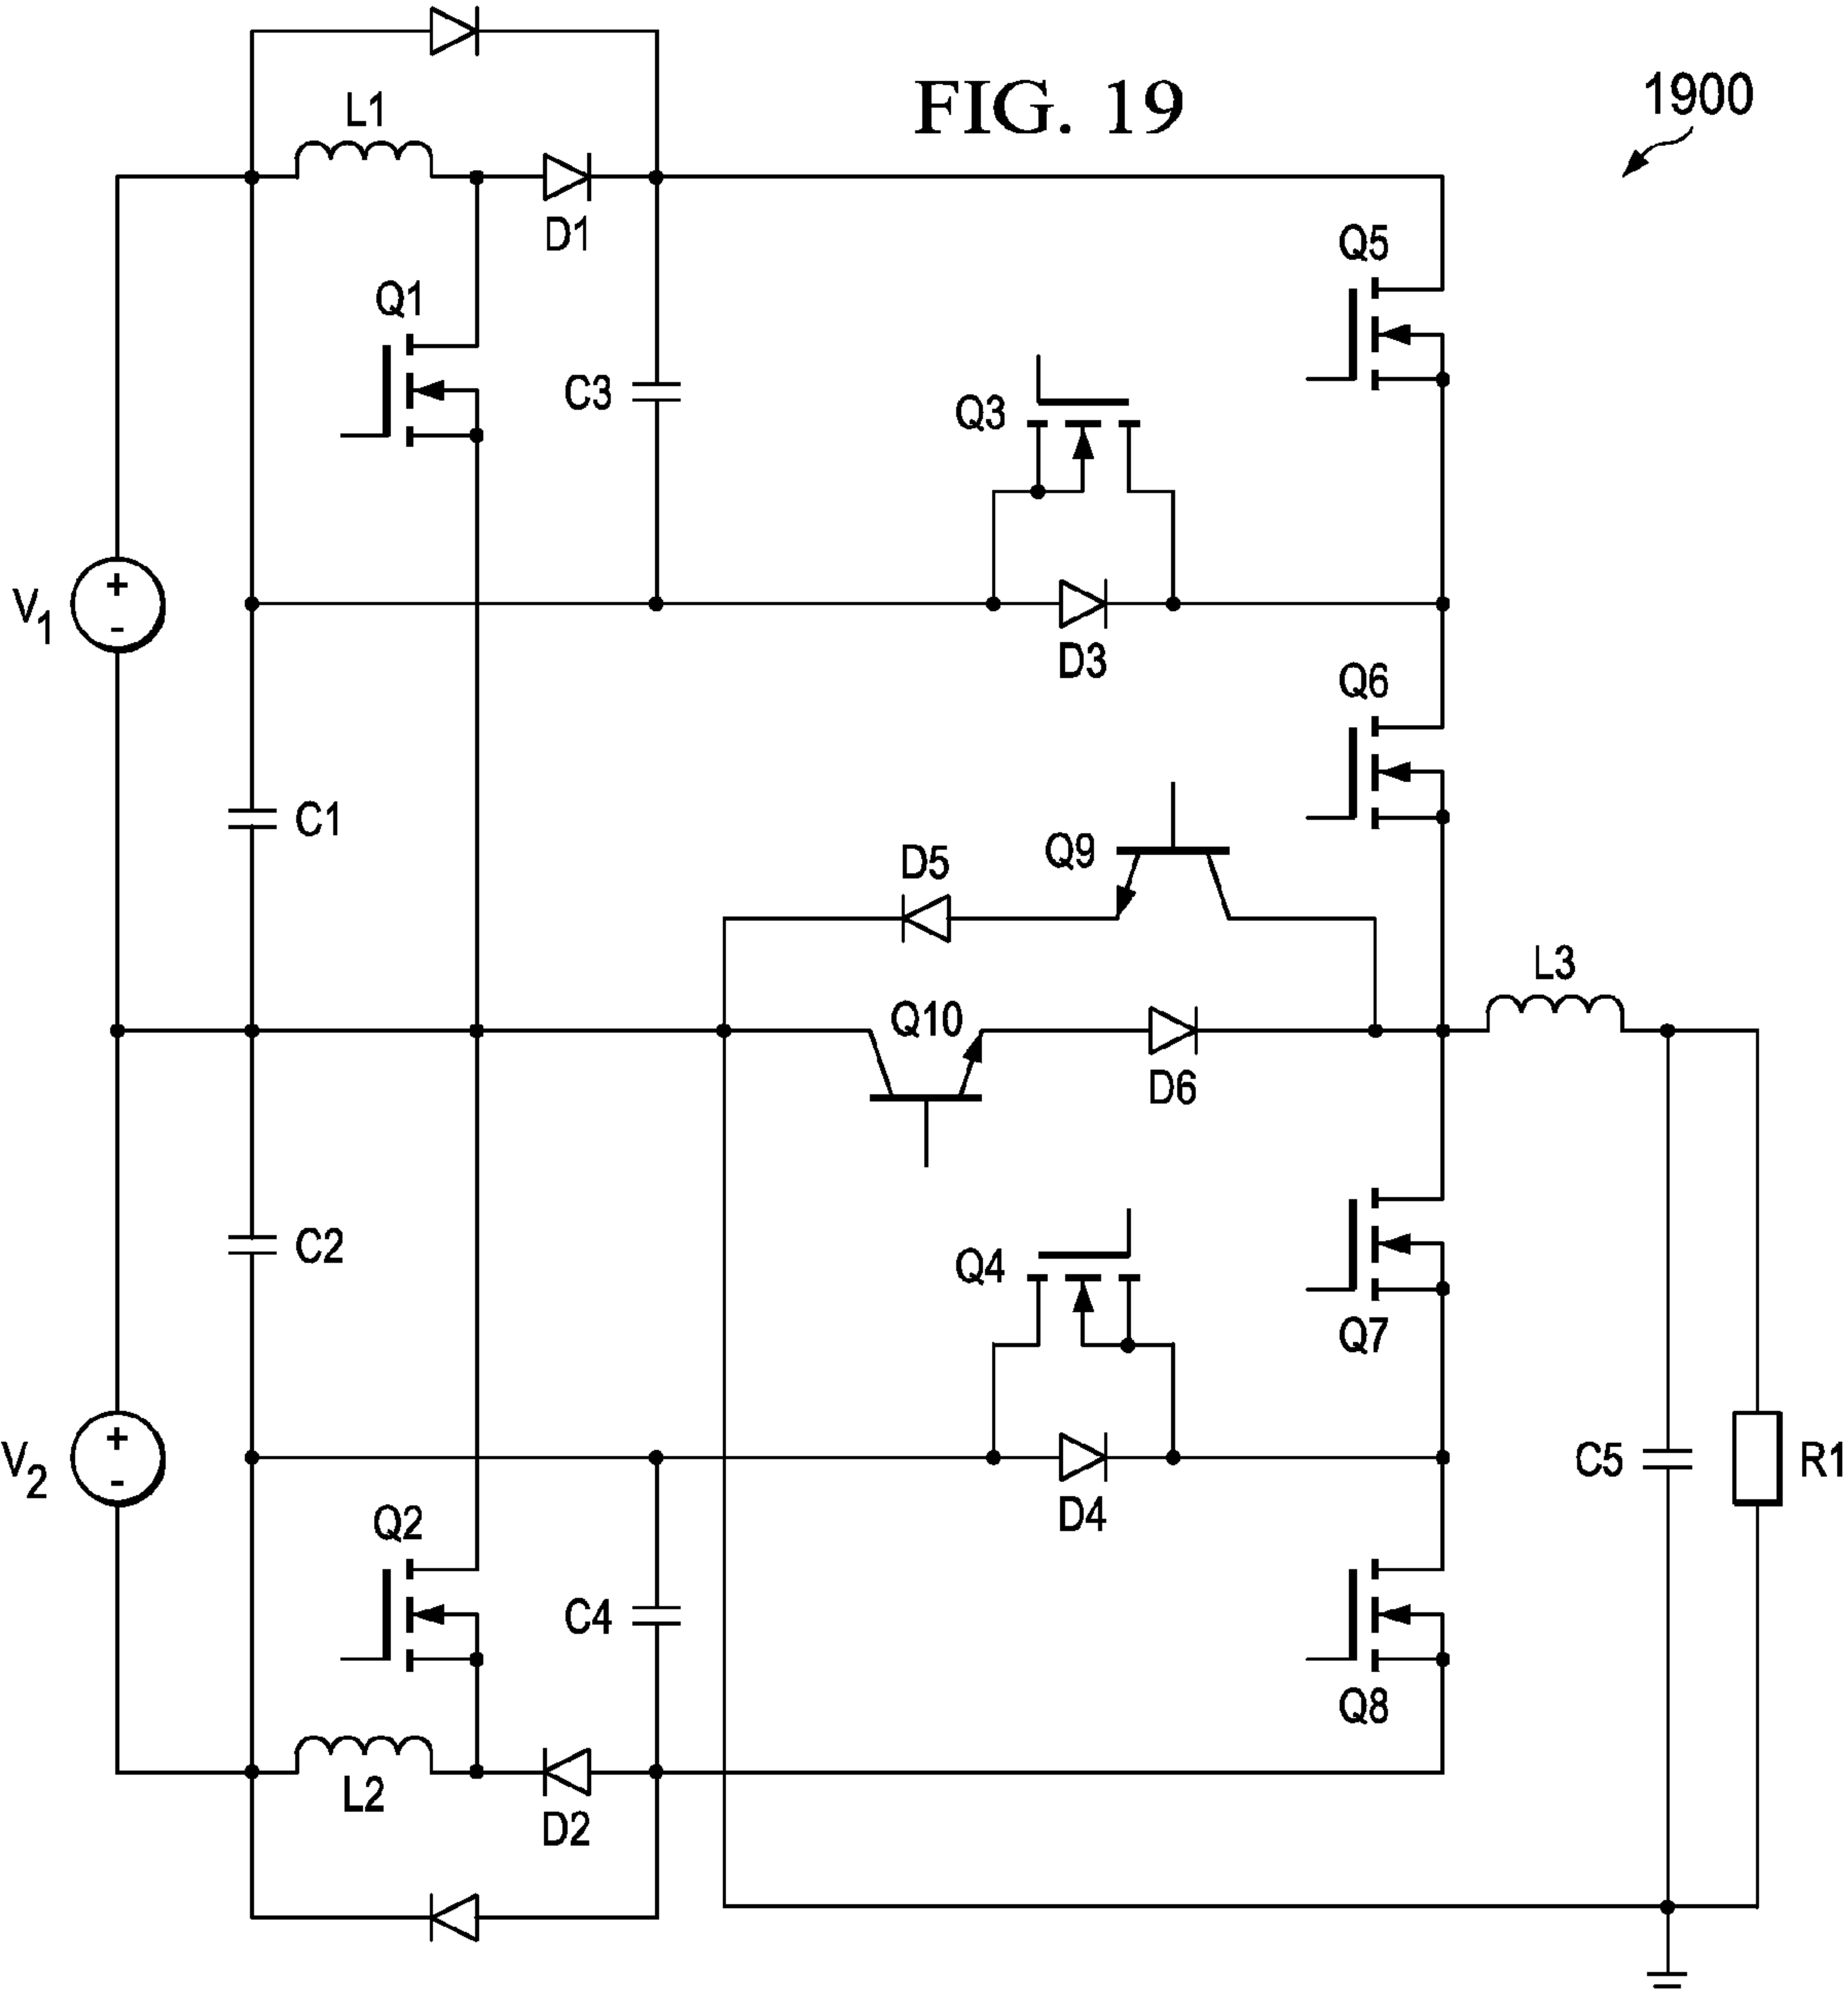 FIG. 19
1900
L1
D1
Q5
Q1
C3
Q3
V1
+
-
D3
Q6
C1
Q9
D5
L3
Q10
D6
C2
Q4
Q7
V2
+
-
D4
C5
R1
Q2
C4
Q8
L2
D2